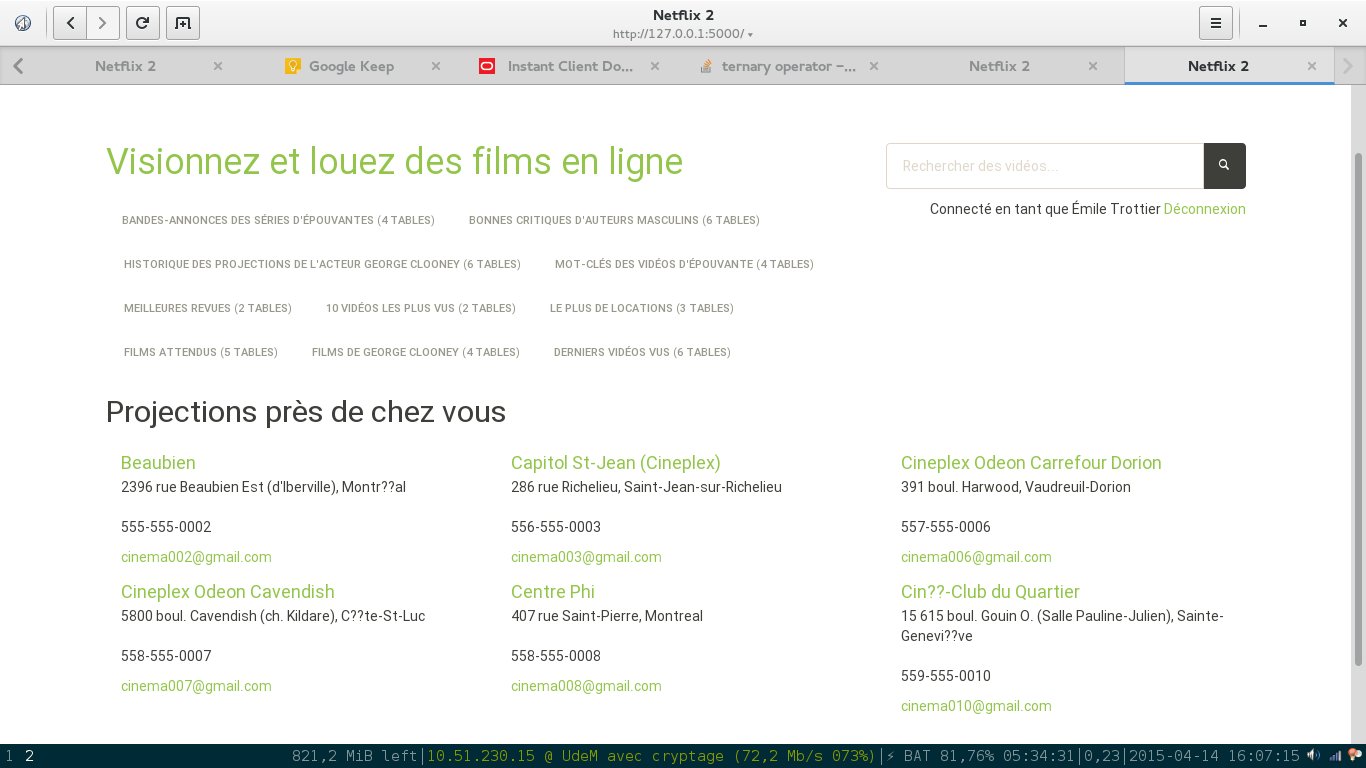 Netflix 2
http://127.0.0.1:5000/
Netflix 2
Google Keep
Instant Client Do...
ternary operator –...
Netflix 2
Netflix 2
Visionnez et louez des films en ligne
Rechercher des vidéos...
Connecté en tant que Émile Trottier Déconnexion
BANDES-ANNONCES DES SÉRIES D'ÉPOUVANTES (4 TABLES)
BONNES CRITIQUES D'AUTEURS MASCULINS (6 TABLES)
HISTORIQUE DES PROJECTIONS DE L'ACTEUR GEORGE CLOONEY (6 TABLES)
MOT-CLÉS DES VIDÉOS D'ÉPOUVANTE (4 TABLES)
MEILLEURES REVUES (2 TABLES)
10 VIDÉOS LES PLUS VUS (2 TABLES)
LE PLUS DE LOCATIONS (3 TABLES)
FILMS ATTENDUS (5 TABLES)
FILMS DE GEORGE CLOONEY (4 TABLES)
DERNIERS VIDÉOS VUS (6 TABLES)
Projections près de chez vous
Beaubien
2396 rue Beaubien Est (d'Iberville), Montr??al
555-555-0002
cinema002@gmail.com
Capitol St-Jean (Cineplex)
286 rue Richelieu, Saint-Jean-sur-Richelieu
556-555-0003
cinema003@gmail.com
Cineplex Odeon Carrefour Dorion
391 boul. Harwood, Vaudreuil-Dorion
557-555-0006
cinema006@gmail.com
Cineplex Odeon Cavendish
5800 boul. Cavendish (ch. Kildare), C??te-St-Luc
558-555-0007
cinema007@gmail.com
Centre Phi
407 rue Saint-Pierre, Montreal
558-555-0008
cinema008@gmail.com
Cin??-Club du Quartier
15 615 boul. Gouin O. (Salle Pauline-Julien), Sainte-
Genevi??ve
559-555-0010
cinema010@gmail.com
1 2
821,2 MiB left|10.51.230.15 @ UdeM avec cryptage (72,2 Mb/s 073%)|⚡ BAT 81,76% 05:34:31|0,23|2015-04-14 16:07:15